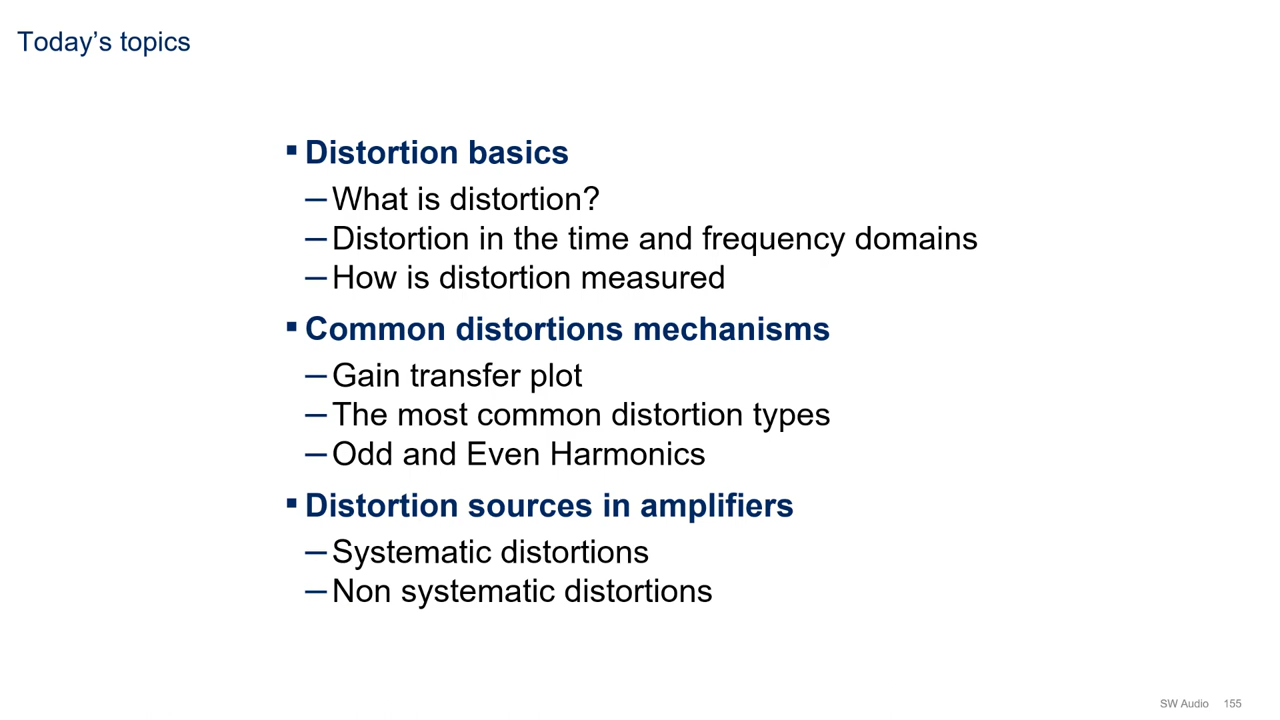 Today’s topics
▪ Distortion basics
– What is distortion?
– Distortion in the time and frequency domains
– How is distortion measured
▪ Common distortions mechanisms
– Gain transfer plot
– The most common distortion types
– Odd and Even Harmonics
▪ Distortion sources in amplifiers
– Systematic distortions
– Non systematic distortions
SW Audio 155